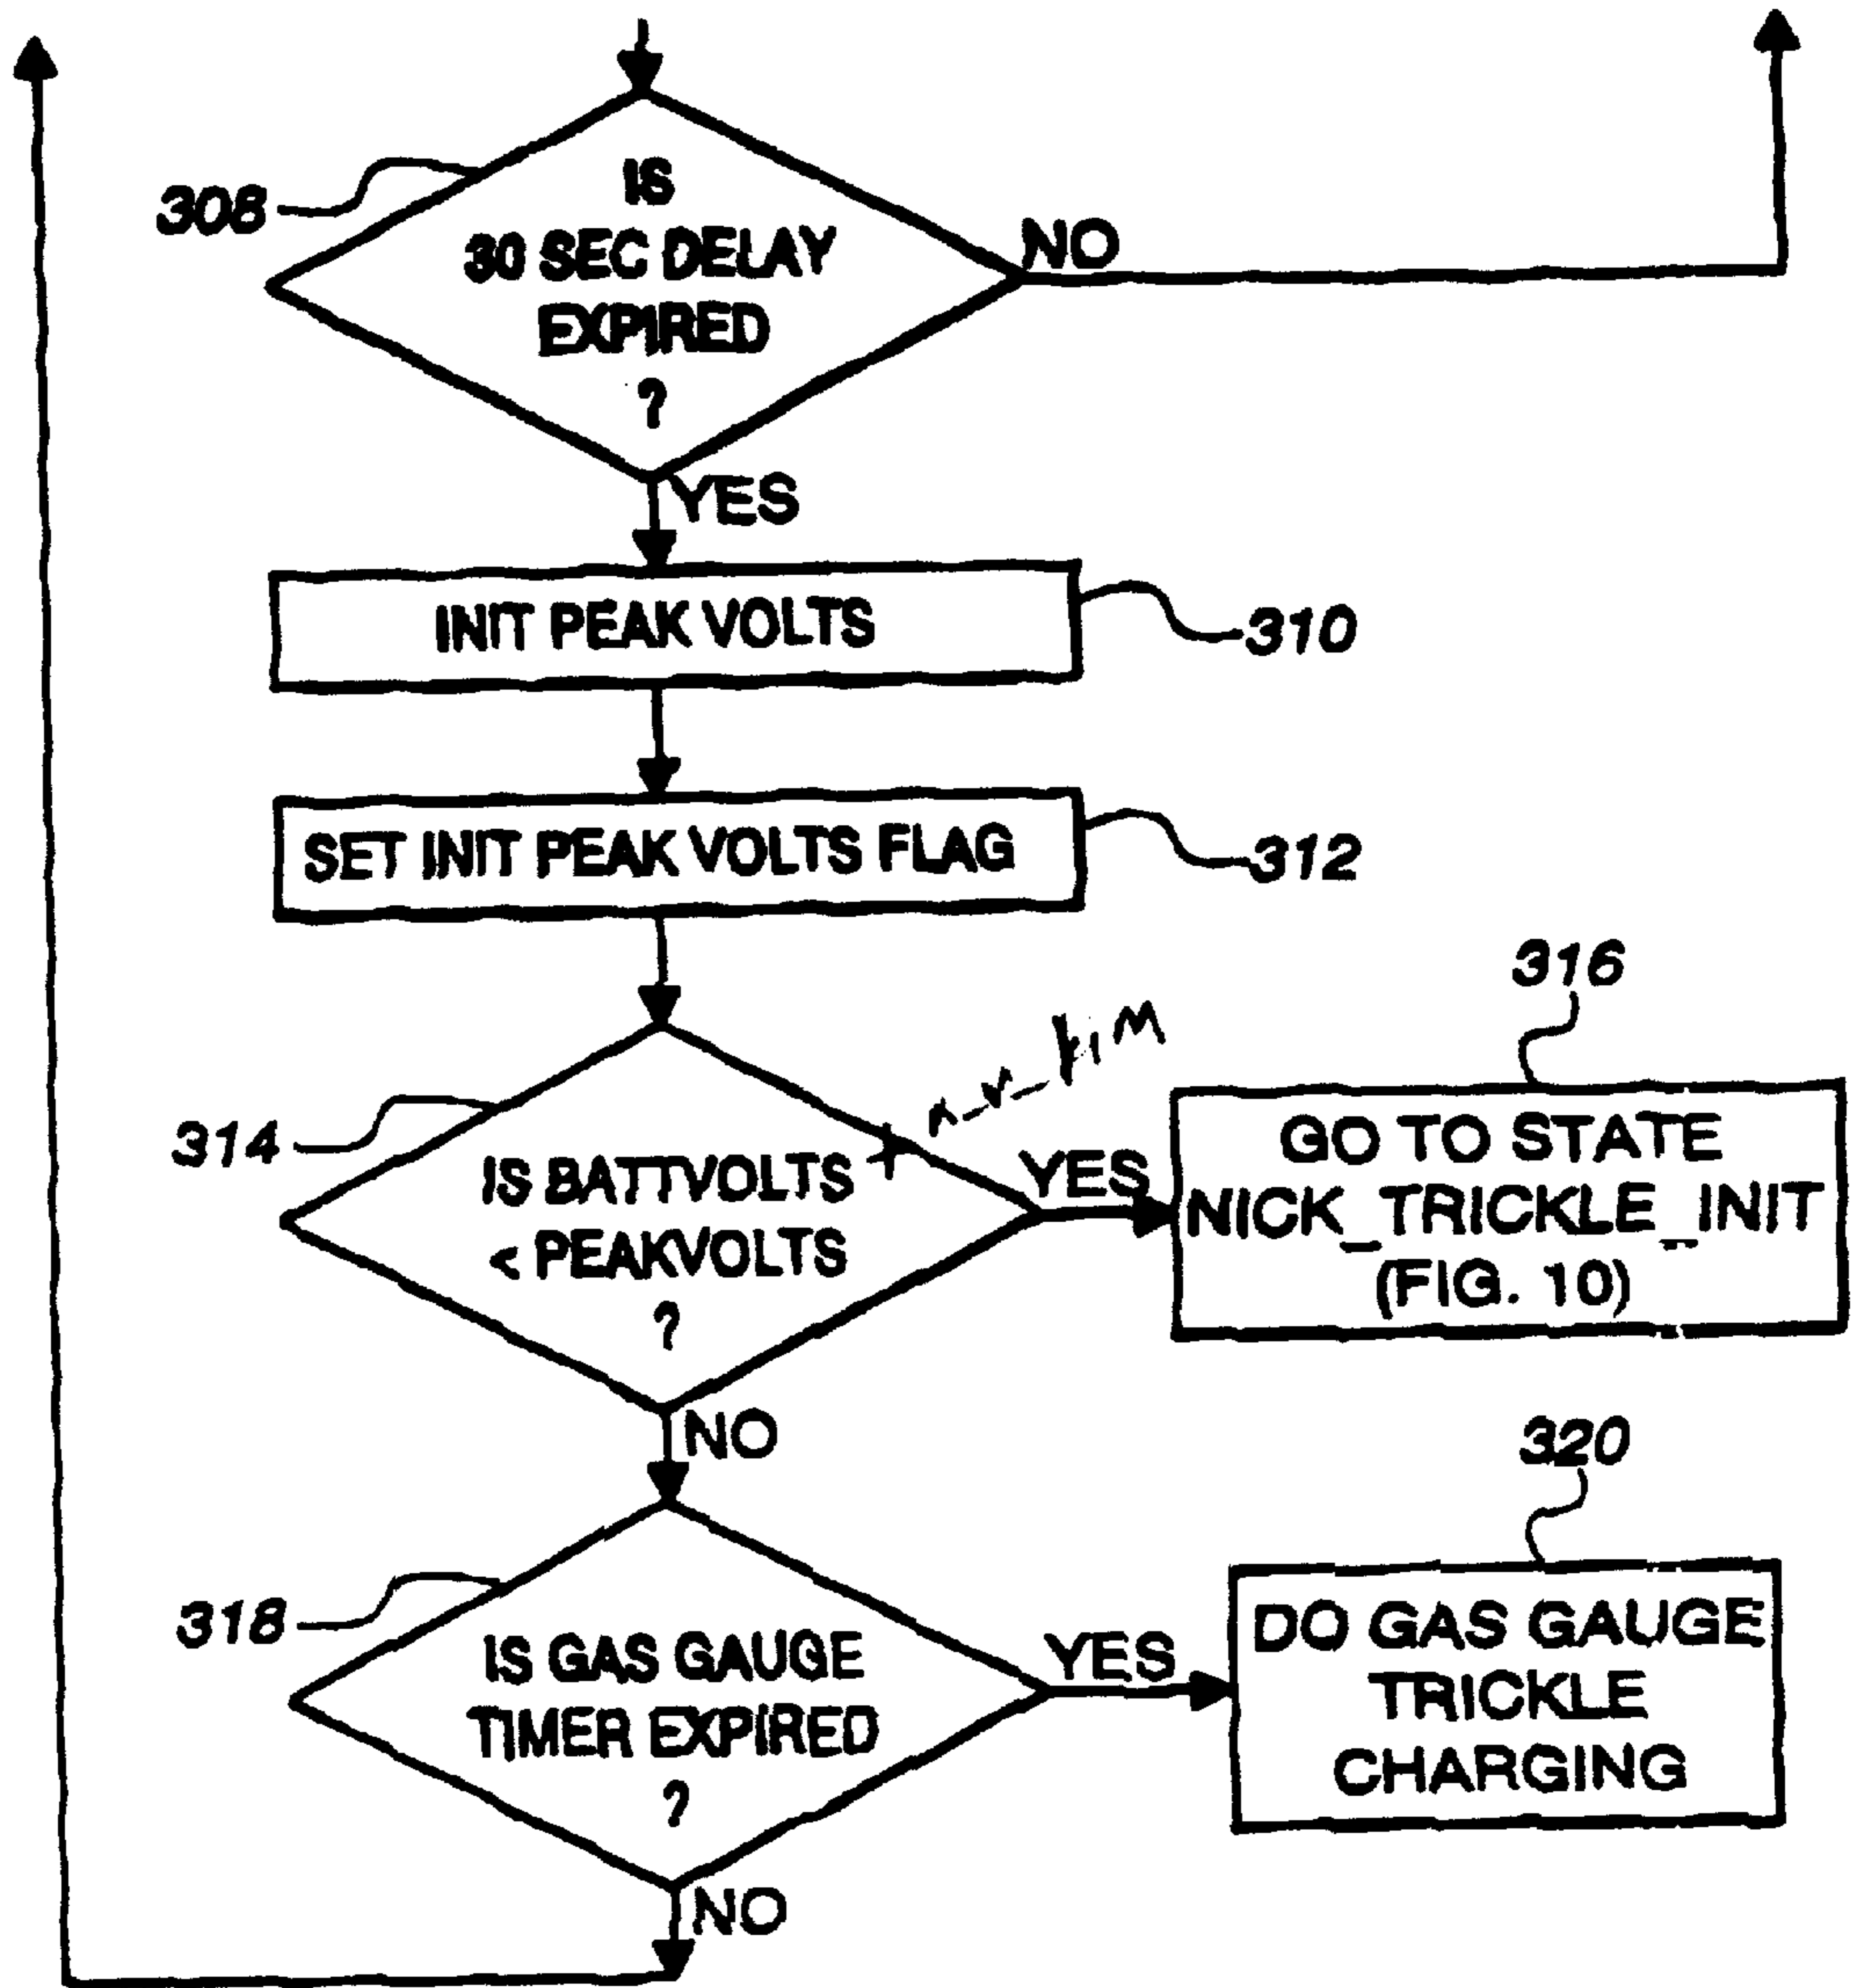 308
IS
30 SEC DELAY
EXPIRED
?
NO
YES
INIT PEAK VOLTS
310
SET INIT PEAK VOLTS FLAG
312
316
314
IS BATTVOLTS
< PEAKVOLTS
?
YES
GO TO STATE
NICK_TRICKLE_INIT
(FIG. 10)
NO
320
318
IS GAS GAUGE
TIMER EXPIRED
?
YES
DO GAS GAUGE
TRICKLE
CHARGING
NO